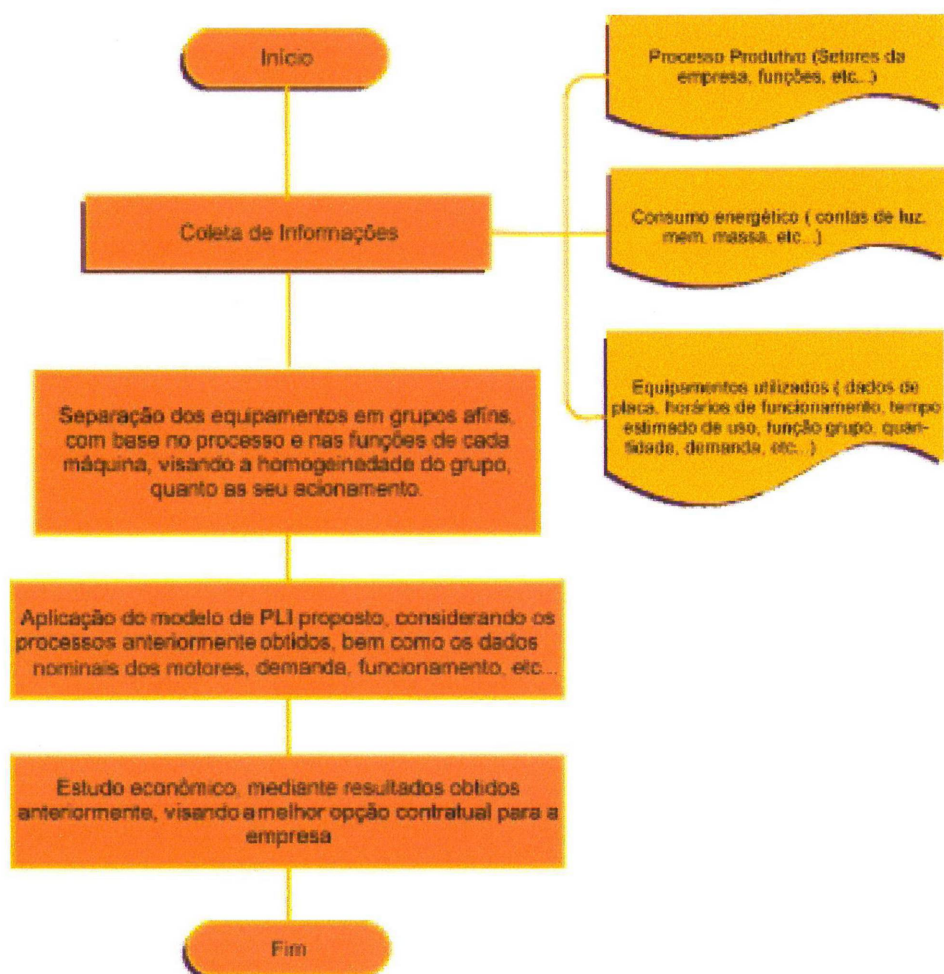 Início
Processo Produtivo (Setores da
empresa, funções, etc...)
Coleta de Informações
Consumo energético ( contas de luz,
mem. massa, etc...)
Equipamentos utilizados ( dados de
placa, horários de funcionamento, tempo
estimado de uso, função grupo, quan-
tidade, demanda, etc...)
Separação dos equipamentos em grupos afins,
com base no processo e nas funções de cada
máquina, visando a homogeinedade do grupo,
quanto as seu acionamento.
Aplicação do modelo de PLI proposto, considerando os
processos anteriormente obtidos, bem como os dados
nominais dos motores, demanda, funcionamento, etc...
Estudo econômico, mediante resultados obtidos
anteriormente, visando a melhor opção contratual para a
empresa
Fim